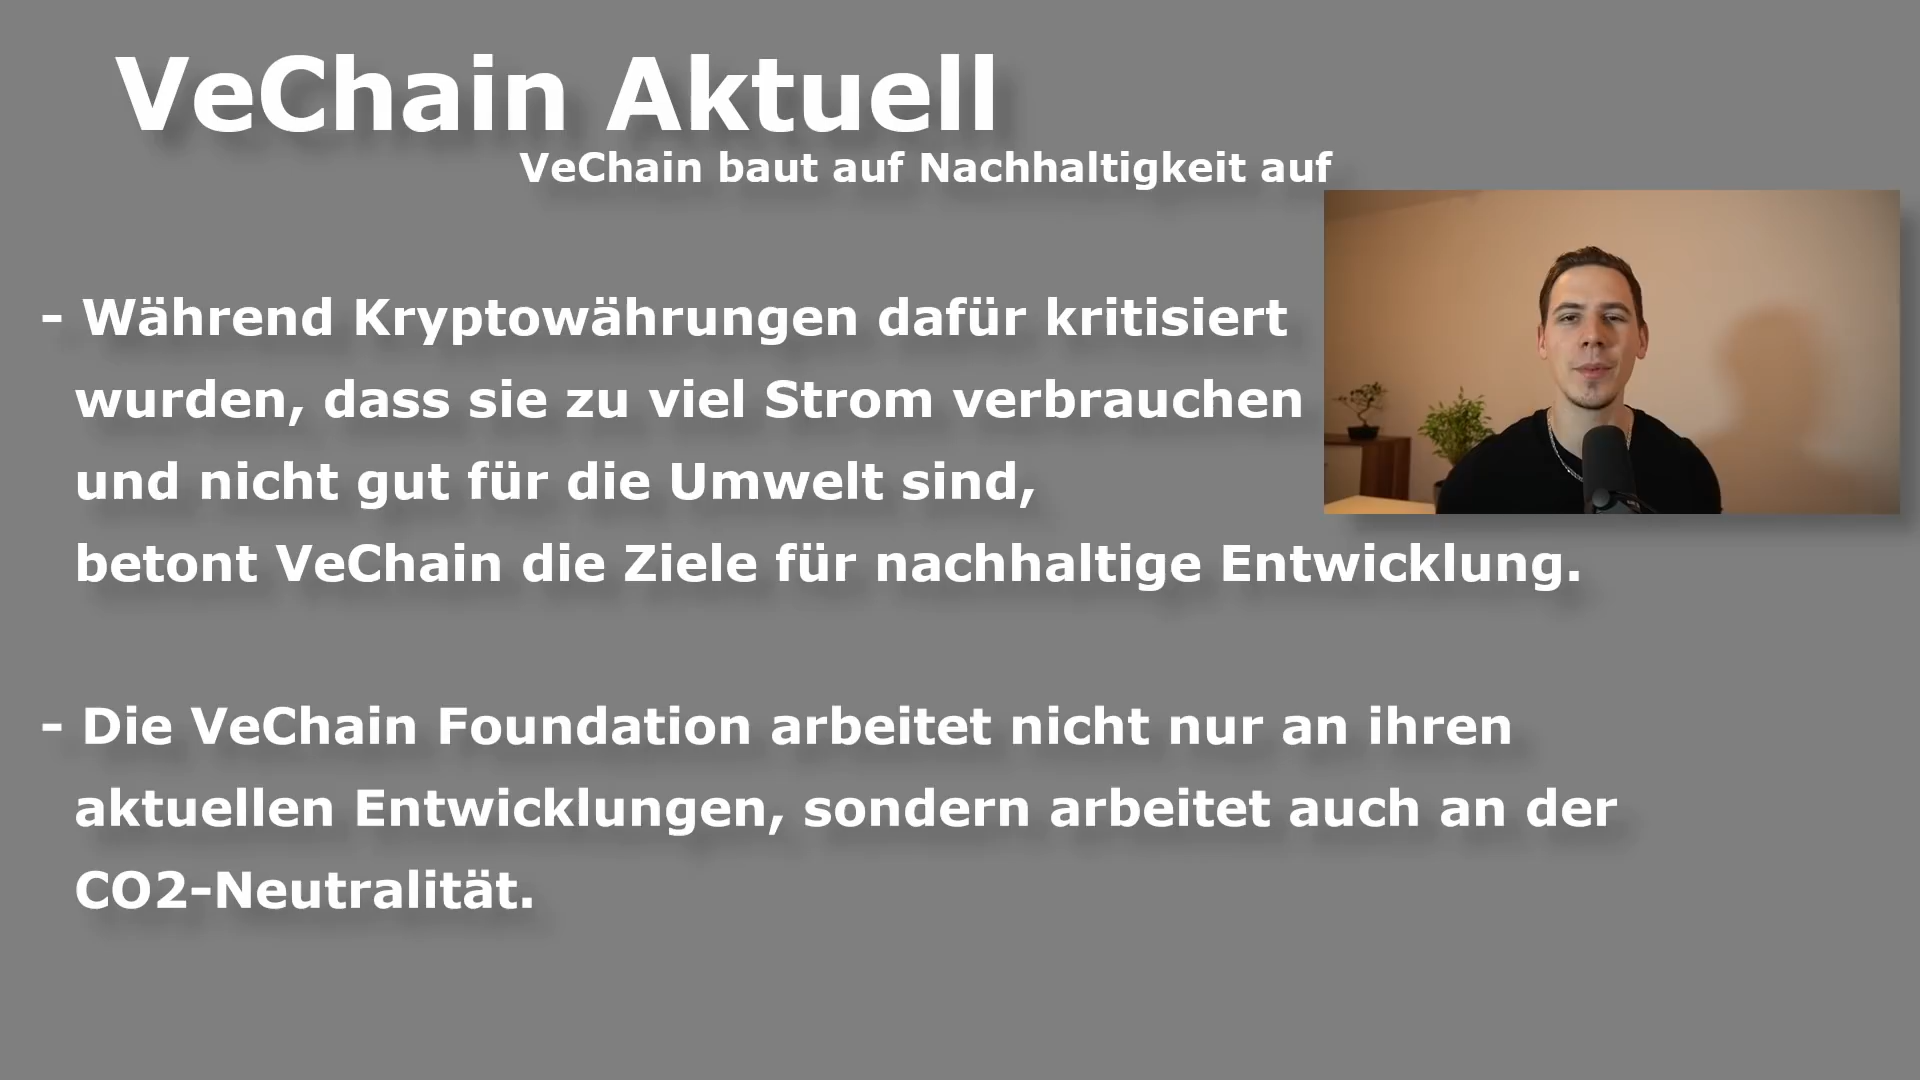 VeChain Aktuell
VeChain baut auf Nachhaltigkeit auf
- Während Kryptowährungen dafür kritisiert
wurden, dass sie zu viel Strom verbrauchen
und nicht gut für die Umwelt sind,
betont VeChain die Ziele für nachhaltige Entwicklung.
- Die VeChain Foundation arbeitet nicht nur an ihren
aktuellen Entwicklungen, sondern arbeitet auch an der
CO2-Neutralität.